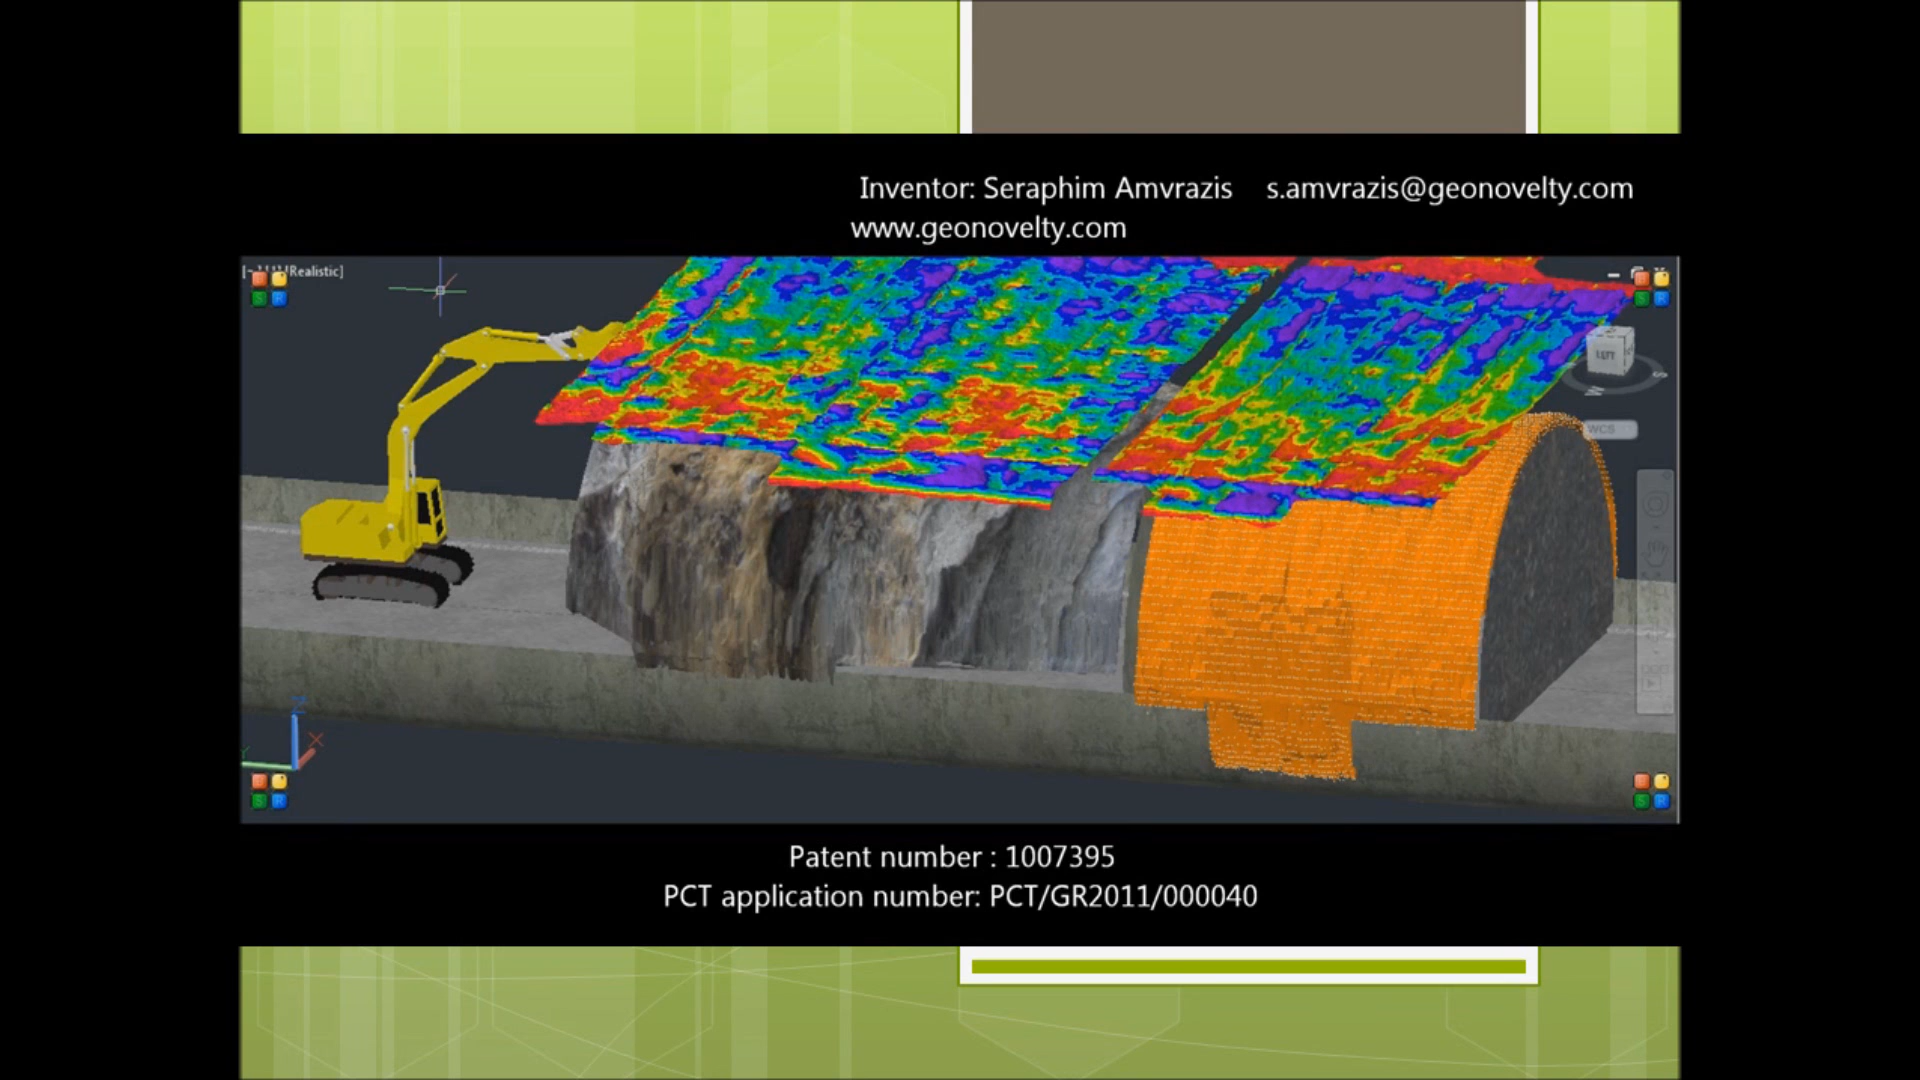 Inventor: Seraphim Amvrazis s.amvrazis@geonovelty.com
www.geonovelty.com
Realistic]
LEFT
WCS
Patent number : 1007395
PCT application number: PCT/GR2011/000040